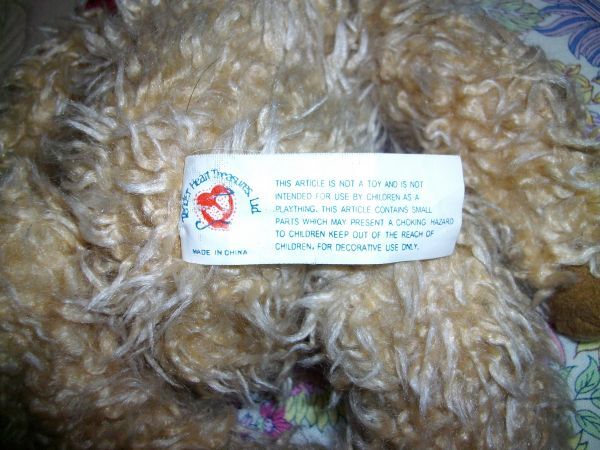 Tender Heart Treasures, Ltd
MADE IN CHINA
THIS ARTICLE IS NOT A TOY AND IS NOT
INTENDED FOR USE BY CHILDREN AS A
PLAYTHING. THIS ARTICLE CONTAINS SMALL
PARTS WHICH MAY PRESENT A CHOKING HAZARD
TO CHILDREN KEEP OUT OF THE REACH OF
CHILDREN, FOR DECORATIVE USE ONLY.